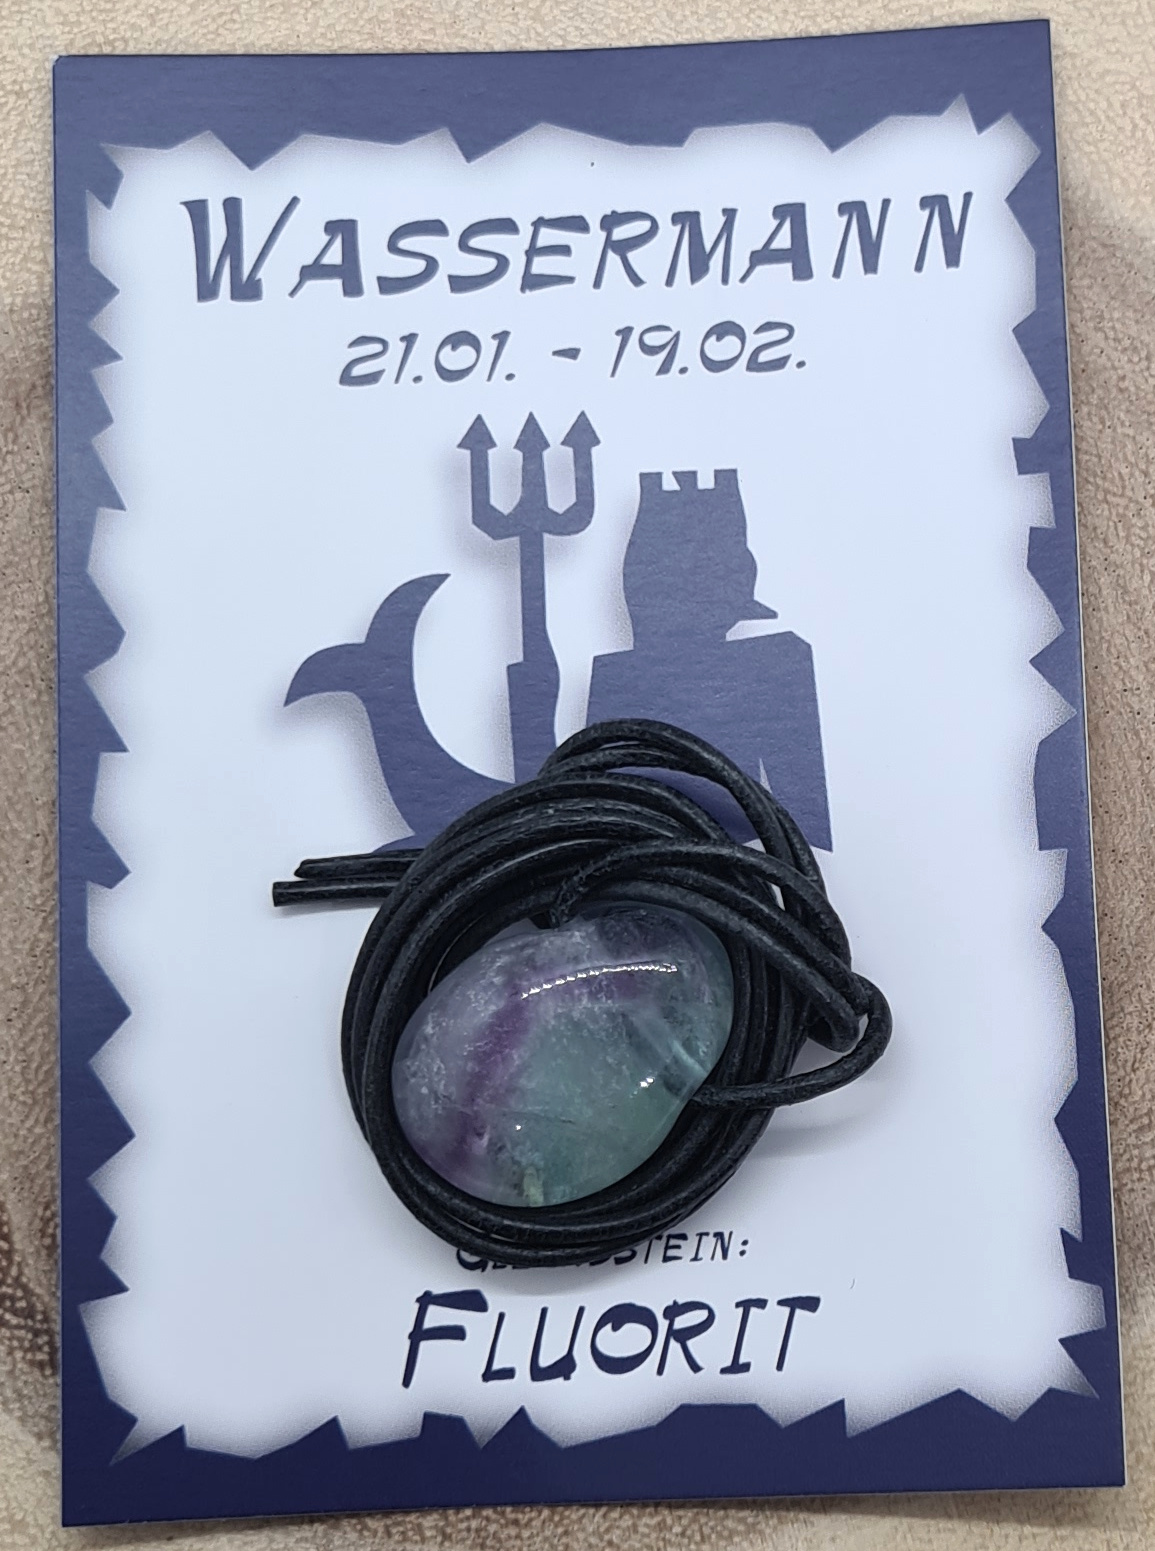 WASSERMANN
21.01. - 19.02.
FLUORIT